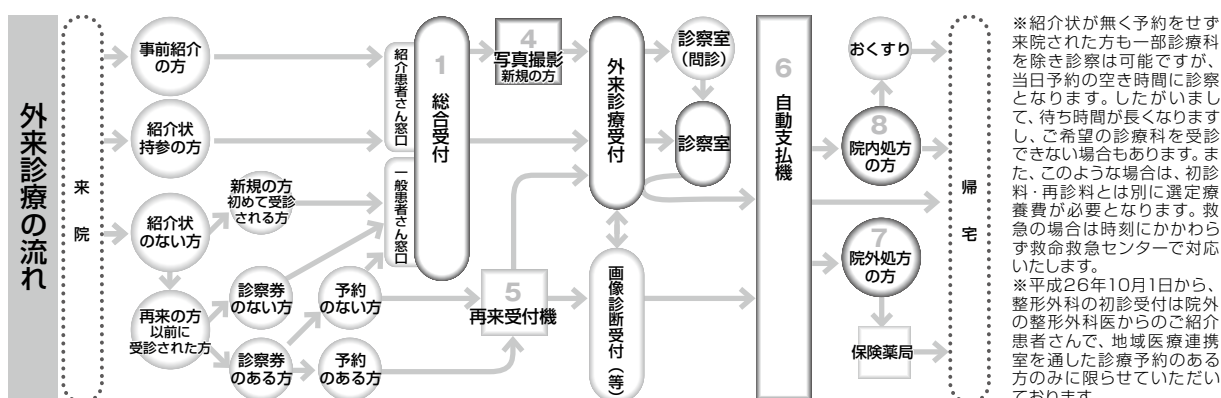 外来診療の流れ
来院
事前紹介
の方
紹介状
持参の方
紹介状
のない方
新規の方
初めて受診
される方
再来の方
以前に
受診された方
診察券
のない方
診察券
のある方
予約
のない方
予約
のある方
紹介患者さん窓口
一般患者さん窓口
1
総合受付
4
写真撮影
新規の方
5
再来受付機
外来診療受付
画像診断受付(等)
診察室
(問診)
診察室
6
自動支払機
おくすり
8
院内処方
の方
7
院外処方
の方
保険薬局
帰宅
※紹介状が無く予約をせず
来院された方も一部診療科
を除き診察は可能ですが、
当日予約の空き時間に診察
となります。したがいまし
て、待ち時間が長くなります
し、ご希望の診療科を受診
できない場合もあります。ま
た、このような場合は、初診
料・再診料とは別に選定療
養費が必要となります。救
急の場合は時刻にかかわら
ず救命救急センターで対応
いたします。
※平成26年10月1日から、
整形外科の初診受付は院外
の整形外科医からのご紹介
患者さんで、地域医療連携
室を通した診療予約のある
方のみに限らせていただい
ております